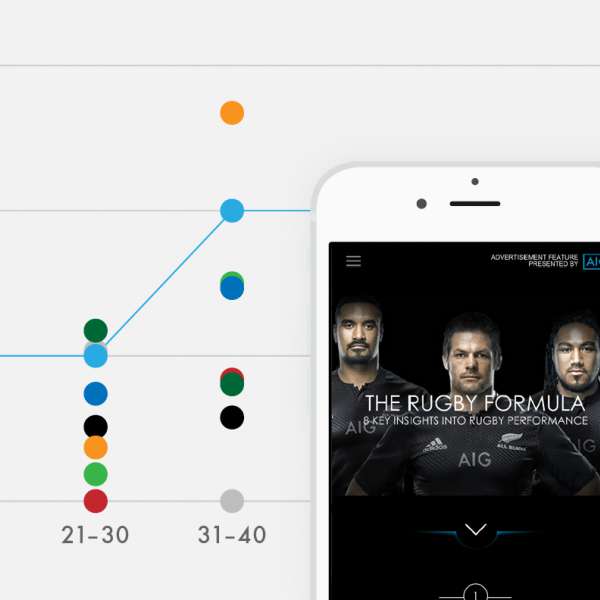 ADVERTISEMENT FEATURE
PRESENTED BY AIG
THE RUGBY FORMULA
8 KEY INSIGHTS INTO RUGBY PERFORMANCE
AIG
adidas
ALL BLACKS
AIG
21-30
31-40
1